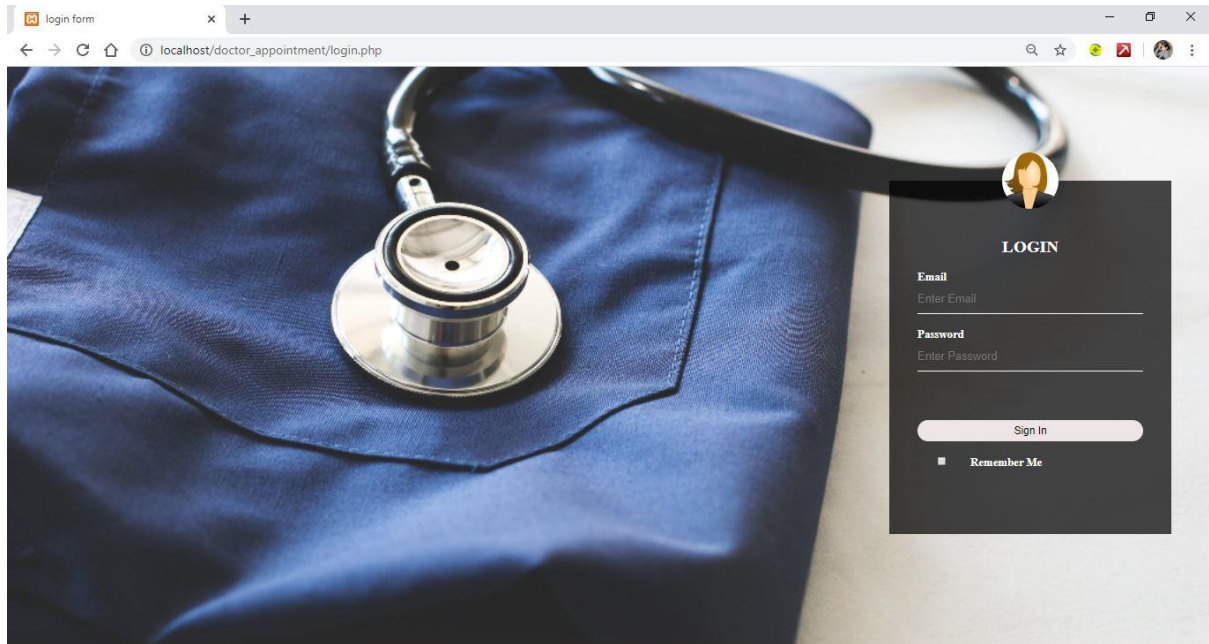 login form
localhost/doctor_appointment/login.php
LOGIN
Email
Enter Email
Password
Enter Password
Sign In
Remember Me